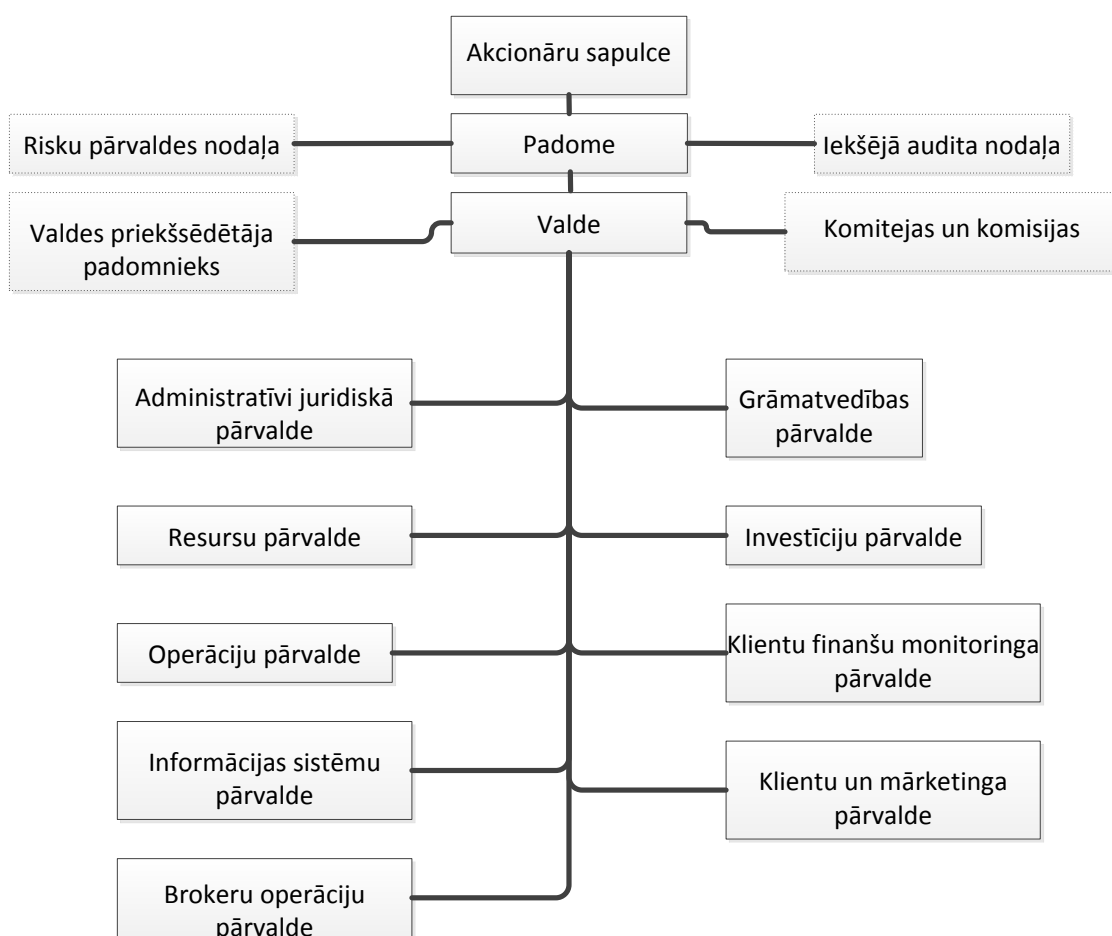 Akcionāru sapulce
Risku pārvaldes nodaļa
Padome
Iekšējā audita nodaļa
Valdes priekšsēdētāja
padomnieks
Valde
Komitejas un komisijas
Administratīvi juridiskā
pārvalde
Grāmatvedības
pārvalde
Resursu pārvalde
Investīciju pārvalde
Operāciju pārvalde
Klientu finanšu monitoringa
pārvalde
Informācijas sistēmu
pārvalde
Klientu un mārketinga
pārvalde
Brokeru operāciju
pārvalde